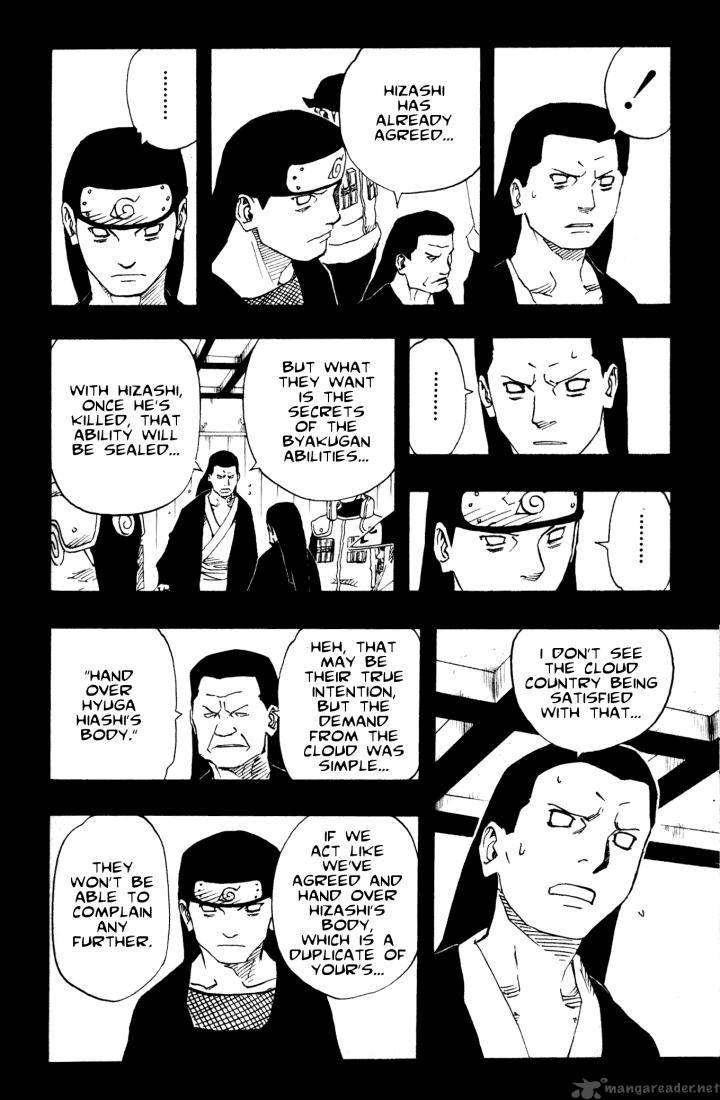 !
HIZASHI
HAS
ALREADY
AGREED...
........
........
........
BUT WHAT
THEY WANT
IS THE
SECRETS
OF THE
BYAKUGAN
ABILITIES...
WITH HIZASHI,
ONCE HE'S
KILLED, THAT
ABILITY WILL
BE SEALED...
I DON'T SEE
THE CLOUD
COUNTRY BEING
SATISFIED
WITH THAT...
HEH, THAT
MAY BE
THEIR TRUE
INTENTION,
BUT THE
DEMAND
FROM THE
CLOUD WAS
SIMPLE...
"HAND
OVER
HYUGA
HIASHI'S
BODY."
IF WE
ACT LIKE
WE'VE
AGREED AND
HAND OVER
HIZASHI'S
BODY,
WHICH IS A
DUPLICATE OF
YOUR'S...
THEY
WON'T BE
ABLE TO
COMPLAIN
ANY
FURTHER.
mangareader.net